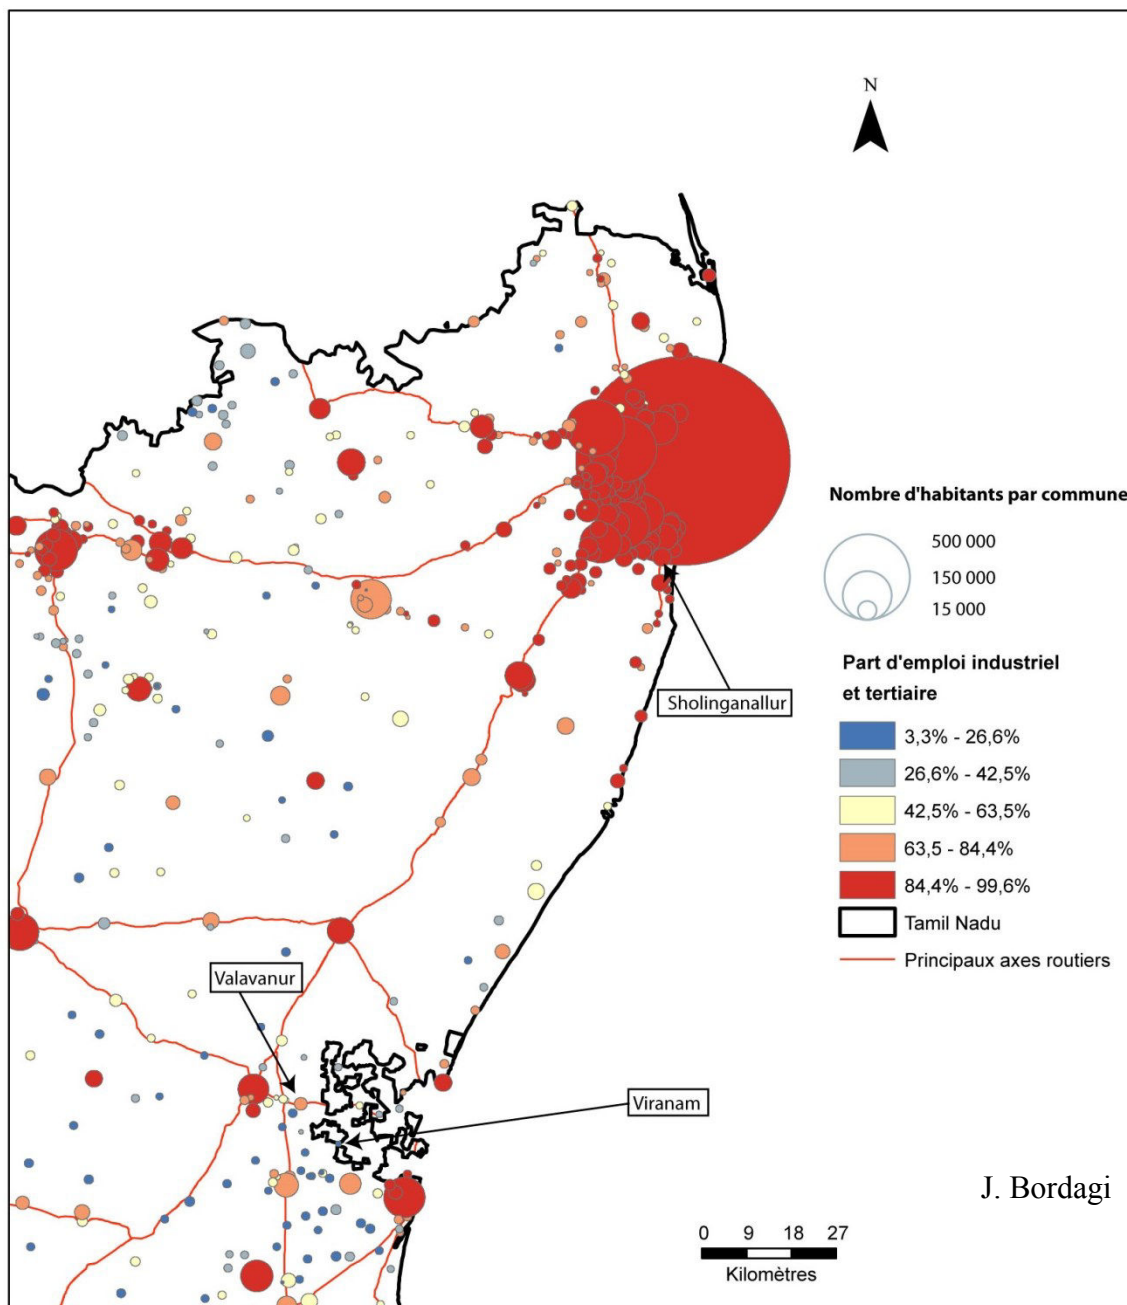 N
Nombre d'habitants par commune
500 000
150 000
15 000
Part d'emploi industriel
et tertiaire
3,3% - 26,6%
26,6% - 42,5%
42,5% - 63,5%
63,5 - 84,4%
84,4% - 99,6%
Tamil Nadu
Principaux axes routiers
Sholinganallur
Valavanur
Viranam
J. Bordagi
0 9 18 27
Kilomètres